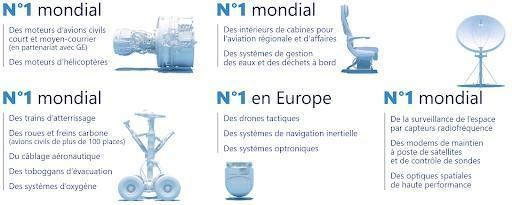 N°1 mondial
Des moteurs d'avions civils
court et moyen-courrier
(en partenariat avec GE)
Des moteurs d'hélicoptères
N°1 mondial
Des intérieurs de cabines pour
l'aviation régionale et d'affaires
Des systèmes de gestion
des eaux et des déchets à bord
N°1 mondial
Des trains d'atterrissage
Des roues et freins carbone
(avions civils de plus de 100 places)
Du câblage aéronautique
Des toboggans d'évacuation
Des systèmes d'oxygène
N°1 en Europe
Des drones tactiques
Des systèmes de navigation inertielle
Des systèmes optroniques
N°1 mondial
De la surveillance de l'espace
par capteurs radiofréquence
Des modems de maintien
à poste de satellites
et de contrôle de sondes
Des optiques spatiales
de haute performance